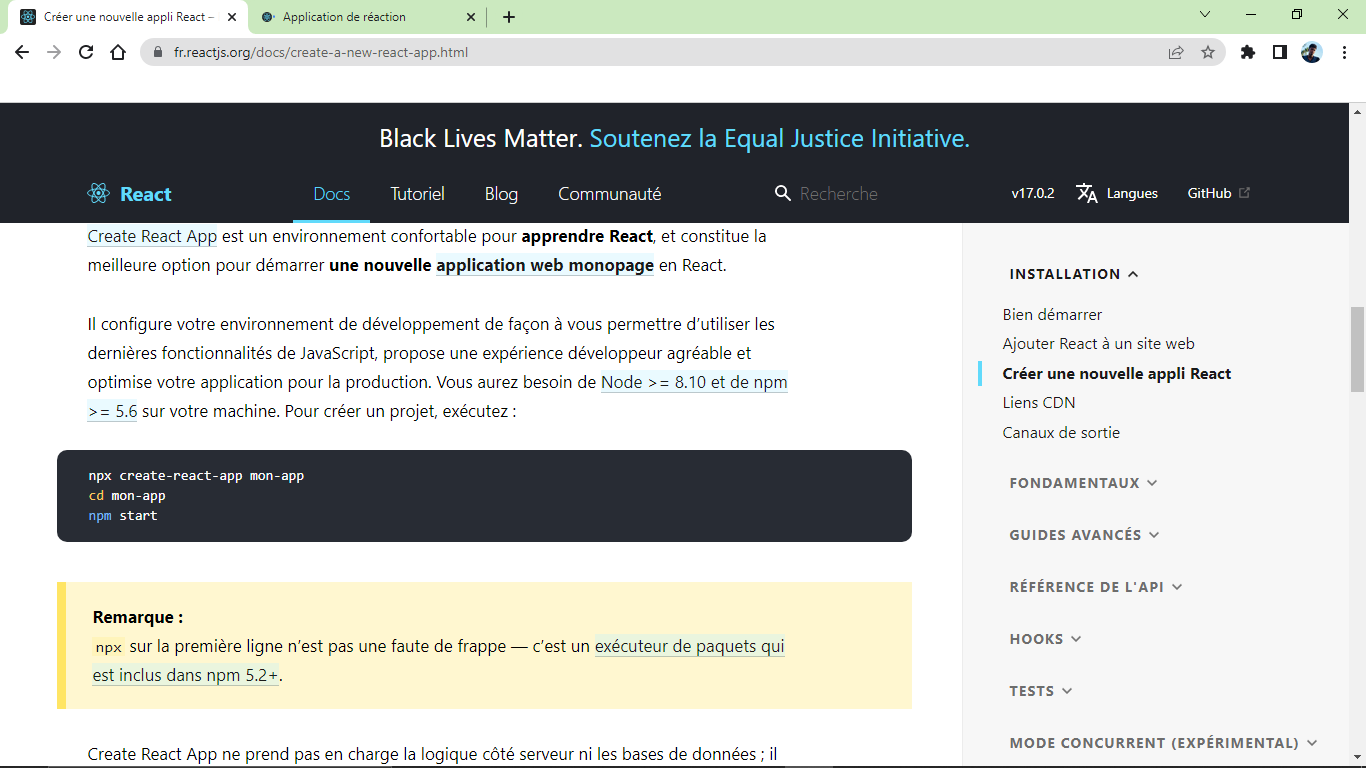 Créer une nouvelle appli React –
Application de réaction
fr.reactjs.org/docs/create-a-new-react-app.html
Black Lives Matter. Soutenez la Equal Justice Initiative.
React
Docs
Tutoriel
Blog
Communauté
Recherche
v17.0.2
Langues
GitHub
Create React App est un environnement confortable pour apprendre React, et constitue la
meilleure option pour démarrer une nouvelle application web monopage en React.
Il configure votre environnement de développement de façon à vous permettre d’utiliser les
dernières fonctionnalités de JavaScript, propose une expérience développeur agréable et
optimise votre application pour la production. Vous aurez besoin de Node >= 8.10 et de npm
>= 5.6 sur votre machine. Pour créer un projet, exécutez :
npx create-react-app mon-app
cd mon-app
npm start
Remarque :
npx sur la première ligne n’est pas une faute de frappe — c’est un exécuteur de paquets qui
est inclus dans npm 5.2+.
Create React App ne prend pas en charge la logique côté serveur ni les bases de données ; il
INSTALLATION
Bien démarrer
Ajouter React à un site web
Créer une nouvelle appli React
Liens CDN
Canaux de sortie
FONDAMENTAUX
GUIDES AVANCÉS
RÉFÉRENCE DE L'API
HOOKS
TESTS
MODE CONCURRENT (EXPÉRIMENTAL)